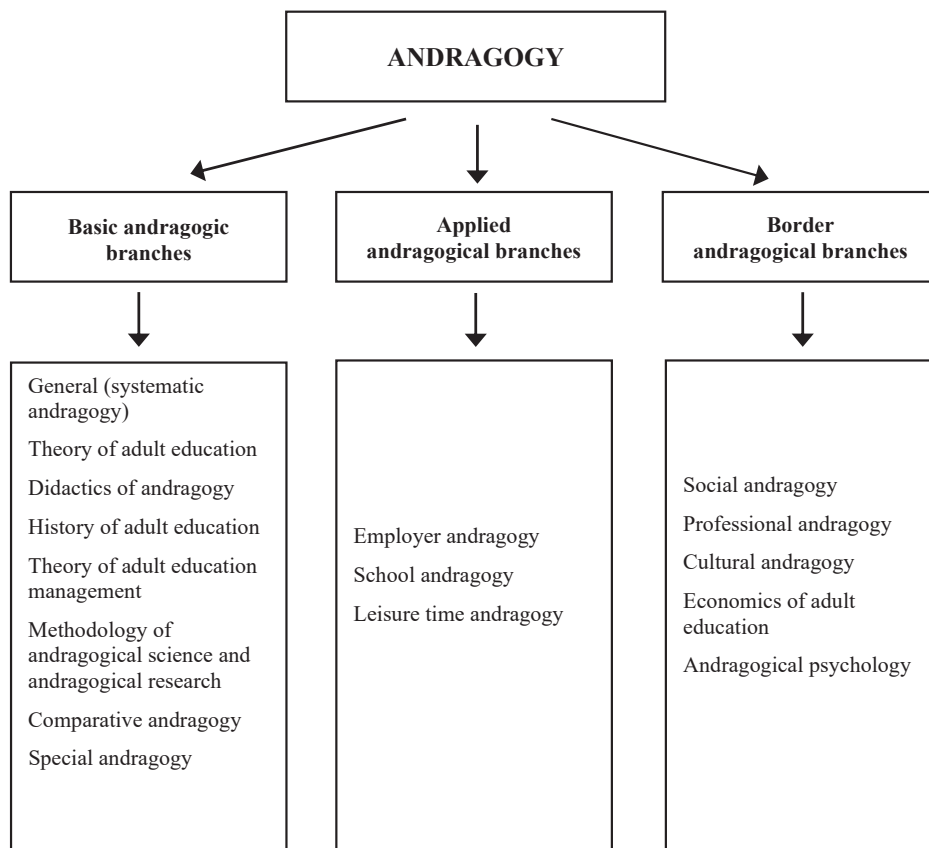 ANDRAGOGY
Basic andragogic
branches
Applied
andragogical branches
Border
andragogical branches
General (systematic
andragogy)
Theory of adult education
Didactics of andragogy
History of adult education
Theory of adult education
management
Methodology of
andragogical science and
andragogical research
Comparative andragogy
Special andragogy
Employer andragogy
School andragogy
Leisure time andragogy
Social andragogy
Professional andragogy
Cultural andragogy
Economics of adult
education
Andragogical psychology